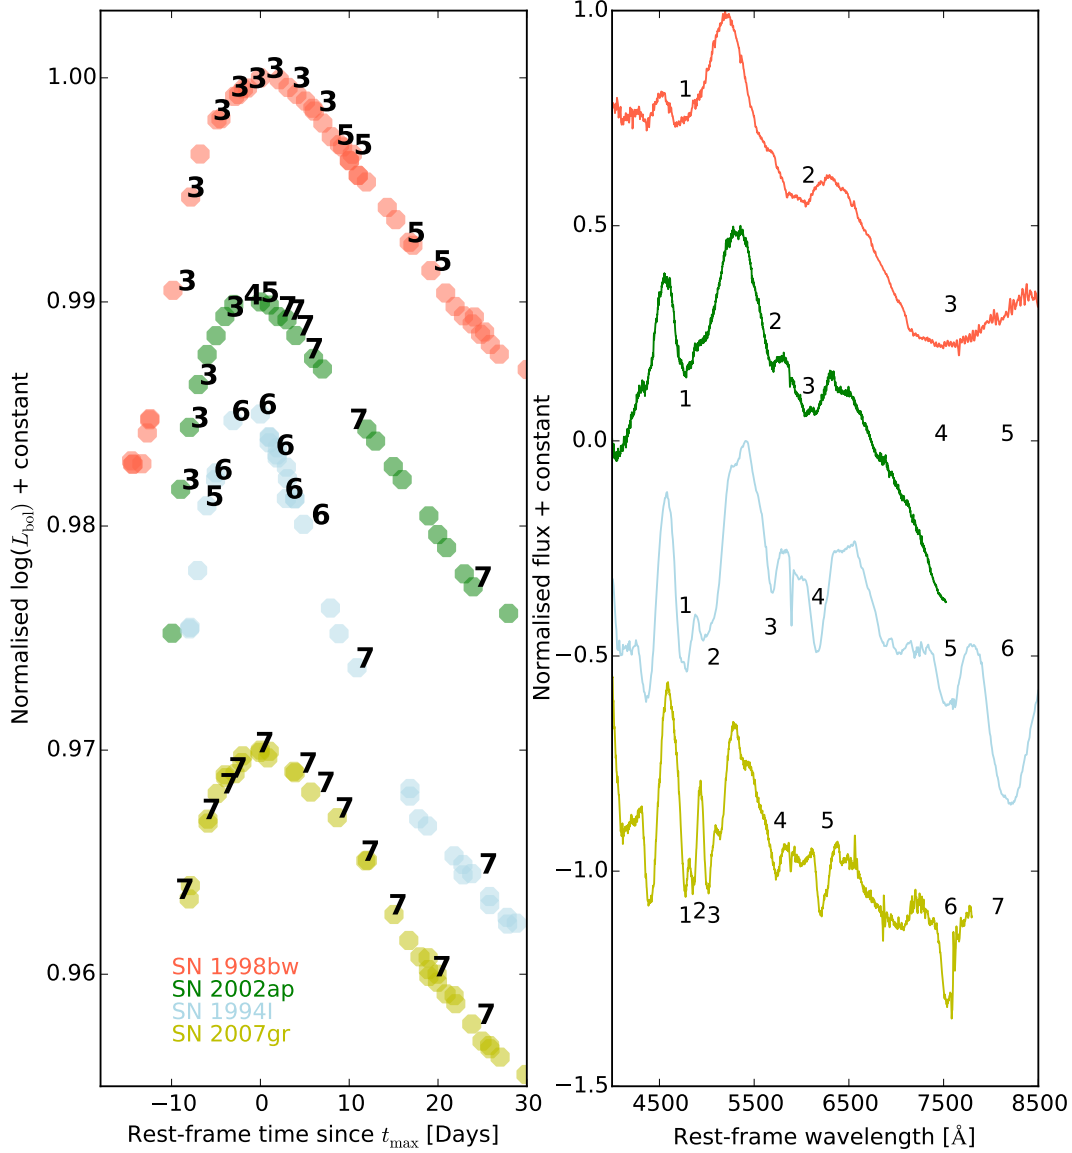 1.00
0.99
0.98
0.97
0.96
−10
0
10
20
30
Rest-frame time since t_max [Days]
Normalised log(L_bol) + constant
3 3 3 3 3 3 3 3 5 5 5 5
3 3 3 3 4 5 7 7 7 7 7 7
5 6 6 6 6 6 6 7 7
7 7 7 7 7 7 7 7 7 7 7 7
SN 1998bw
SN 2002ap
SN 1994I
SN 2007gr
1.0
0.5
0.0
−0.5
−1.0
−1.5
4500
5500
6500
7500
8500
Rest-frame wavelength [Å]
Normalised flux + constant
1 2 3
1 2 3 4 5
1 2 3 4 5 6
1 2 3 4 5 6 7